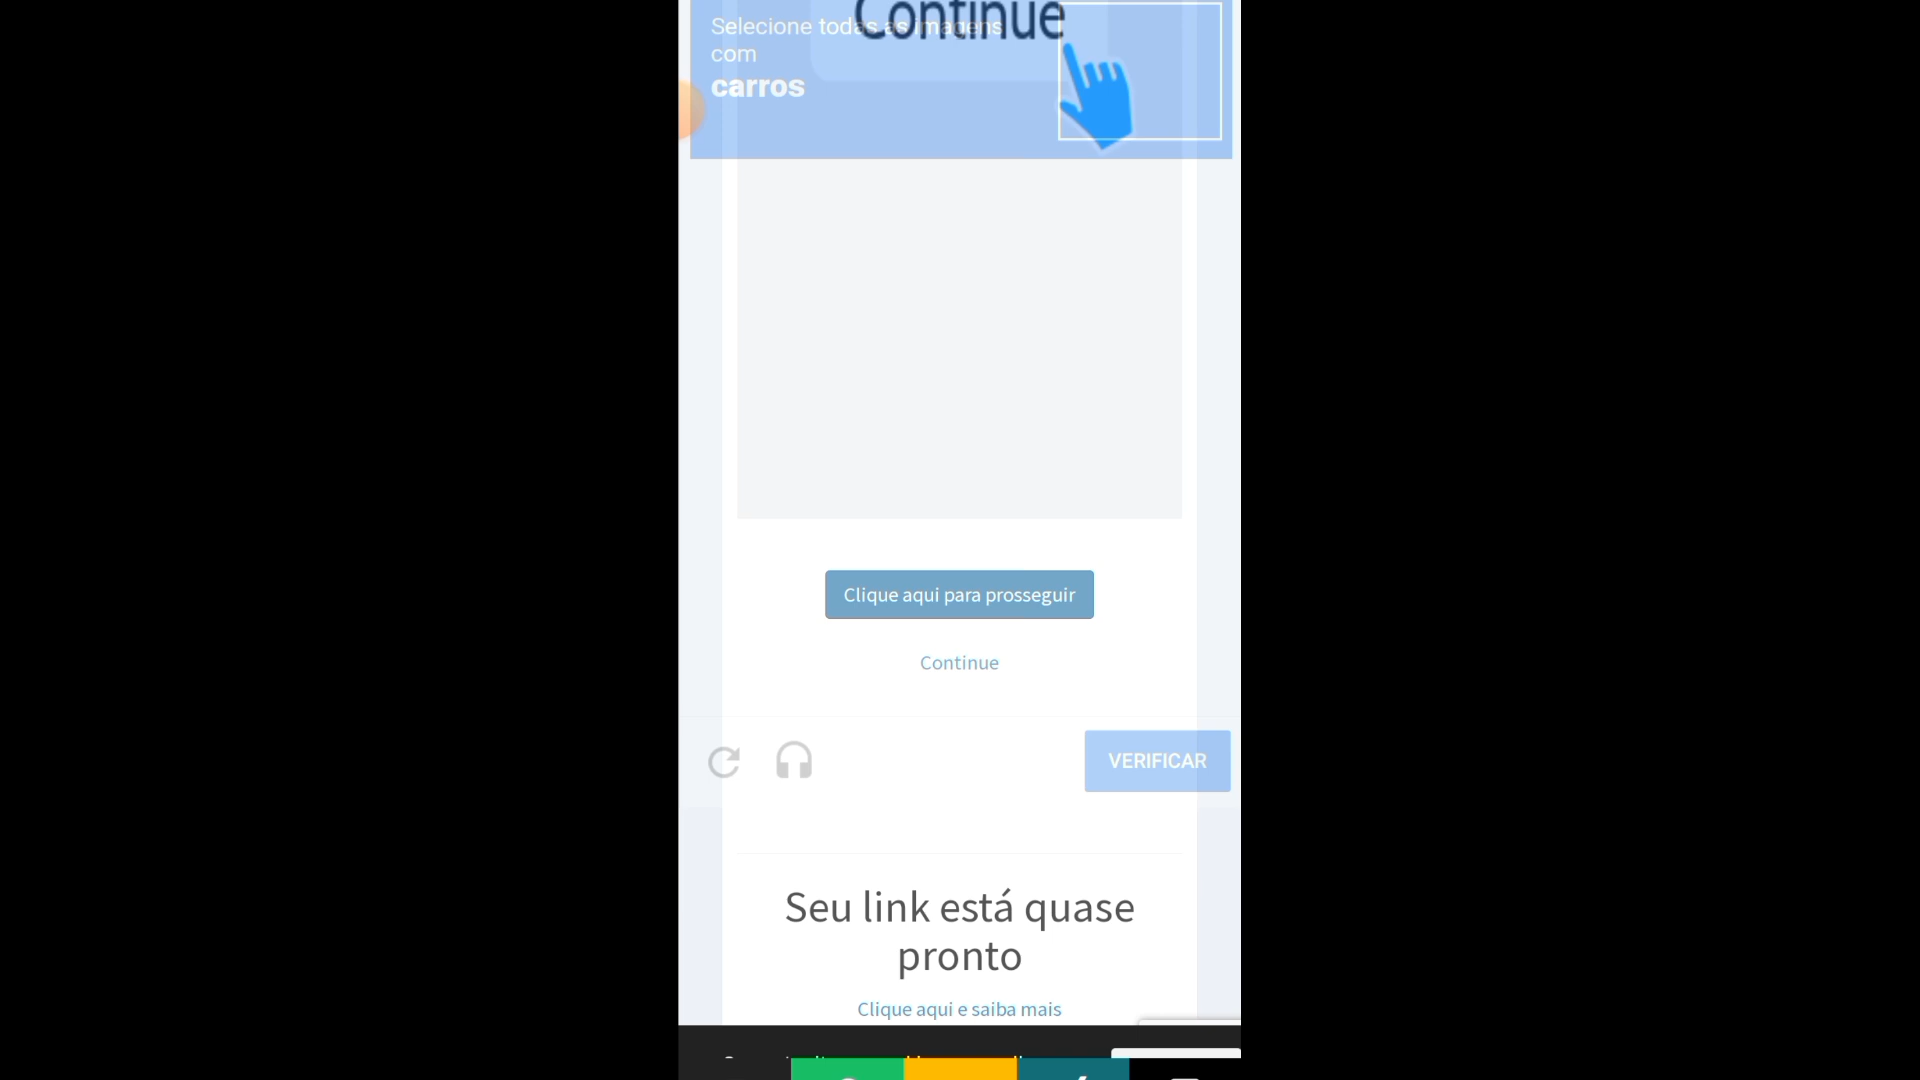 Continue
Selecione todas as imagens
com
carros
Clique aqui para prosseguir
Continue
VERIFICAR
Seu link está quase
pronto
Clique aqui e saiba mais